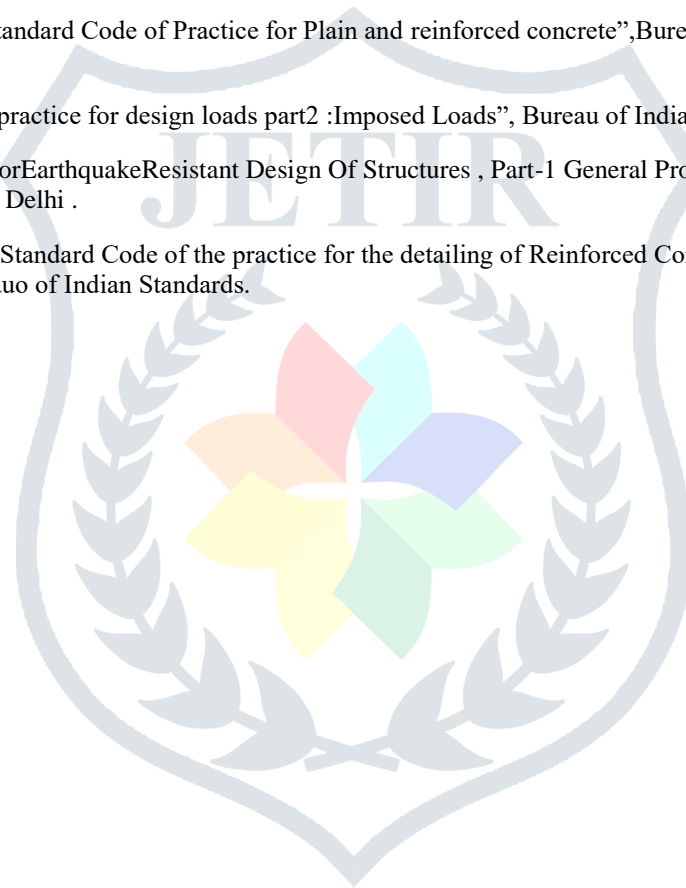 tandard Code of Practice for Plain and reinforced concrete”,Bure
practice for design loads part2 :Imposed Loads”, Bureau of India
orEarthquakeResistant Design Of Structures , Part-1 General Pro
Delhi .
JETIR
Standard Code of the practice for the detailing of Reinforced Co
uo of Indian Standards.